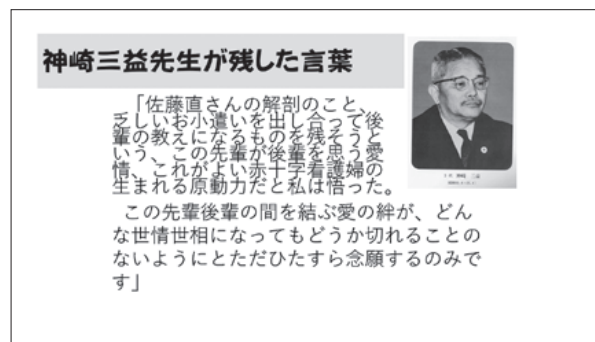 神崎三益先生が残した言葉
「佐藤直さんの解剖のこと、
乏しいお小遣いを出し合って後
輩の教えになるものを残そうと
いう、この先輩が後輩を思う愛
情、これがよい赤十字看護婦の
生まれる原動力だと私は悟った。
この先輩後輩の間を結ぶ愛の絆が、どん
な世情世相になってもどうか切れることの
ないようにとただひたすら念願するのみで
す」